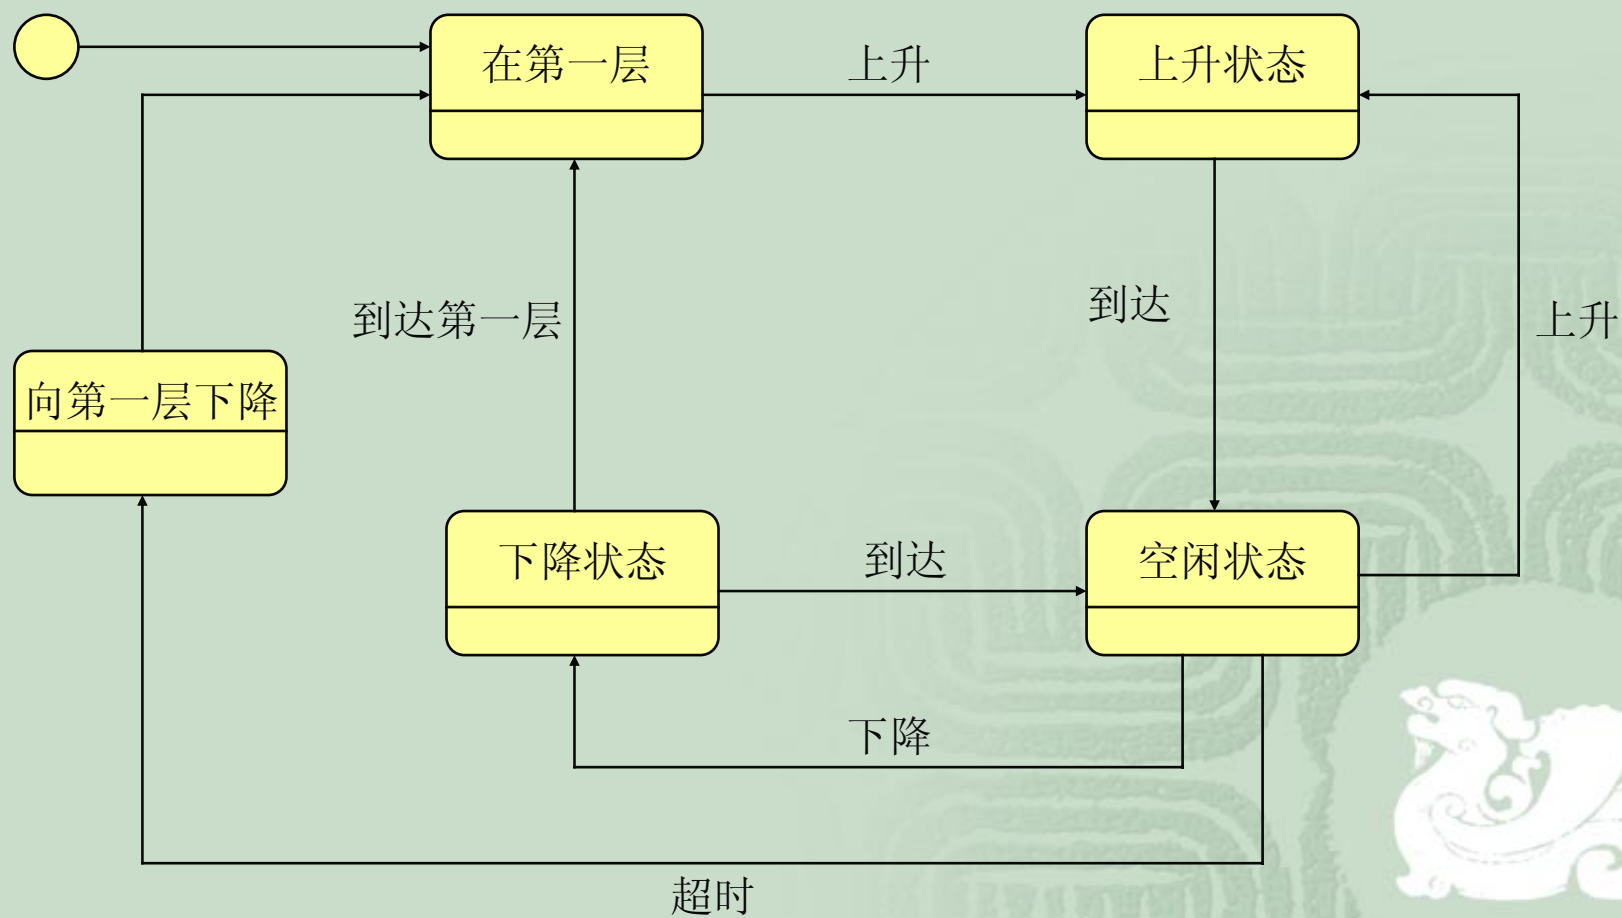 在第一层
上升
上升状态
到达第一层
到达
上升
向第一层下降
下降状态
到达
空闲状态
下降
超时